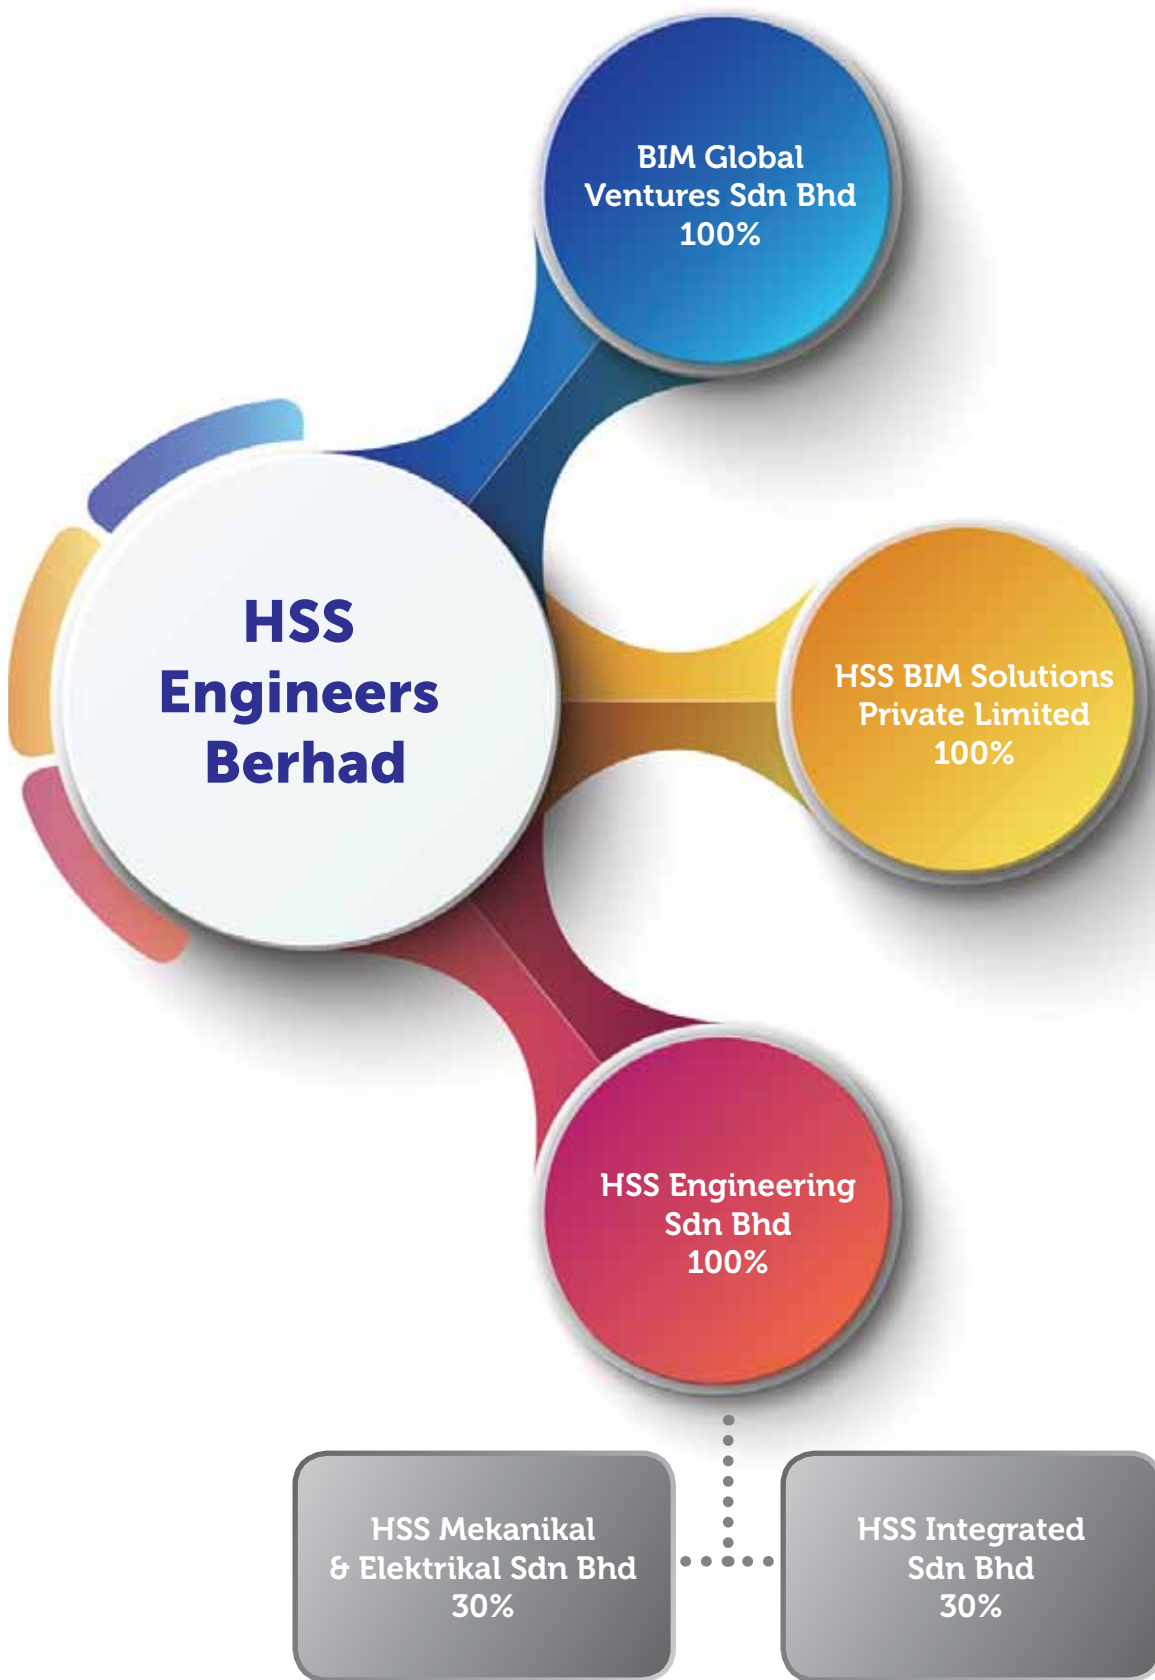 BIM Global
Ventures Sdn Bhd
100%
HSS
Engineers
Berhad
HSS BIM Solutions
Private Limited
100%
HSS Engineering
Sdn Bhd
100%
HSS Mekanikal
& Elektrikal Sdn Bhd
30%
HSS Integrated
Sdn Bhd
30%